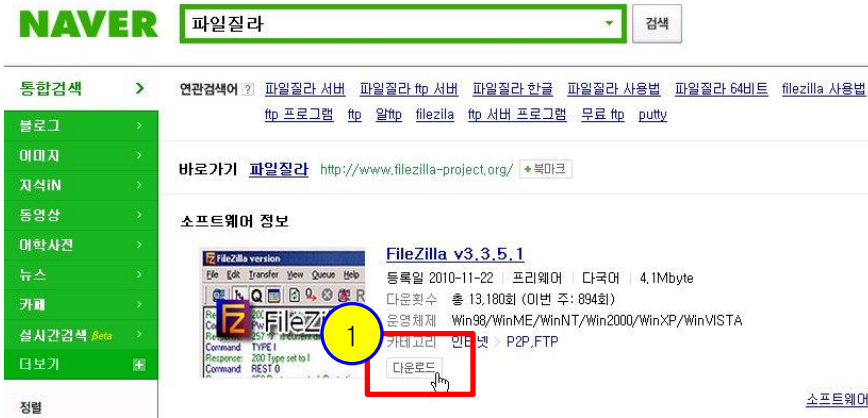 NAVER 파일질라 검색
통합검색
연관검색어 ? 파일질라 서버 파일질라 ftp 서버 파일질라 한글 파일질라 사용법 파일질라 64비트 filezilla 사용법
ftp 프로그램 ftp 알ftp filezila ftp 서버 프로그램 무료 ftp putty
블로그
이미지
지식iN
동영상
어학사전
뉴스
카페
실시간검색 Beta
더보기
정렬
바로가기 파일질라 http://www.filezilla-project.org/ +북마크
소프트웨어 정보
FileZilla version
File Edit Transfer View Queue Help
FileZi
Command: TYPE I
Response: 200 Type set to I
Command: REST 0
FileZilla v3.3.5.1
등록일 2010-11-22 프리웨어 다국어 4.1Mbyte
다운횟수 총 13,180회 (이번 주: 894회)
운영체제 Win98/WinME/WinNT/Win2000/WinXP/WinVISTA
카테고리 인터넷 > P2P,FTP
1
다운로드
소프트웨어